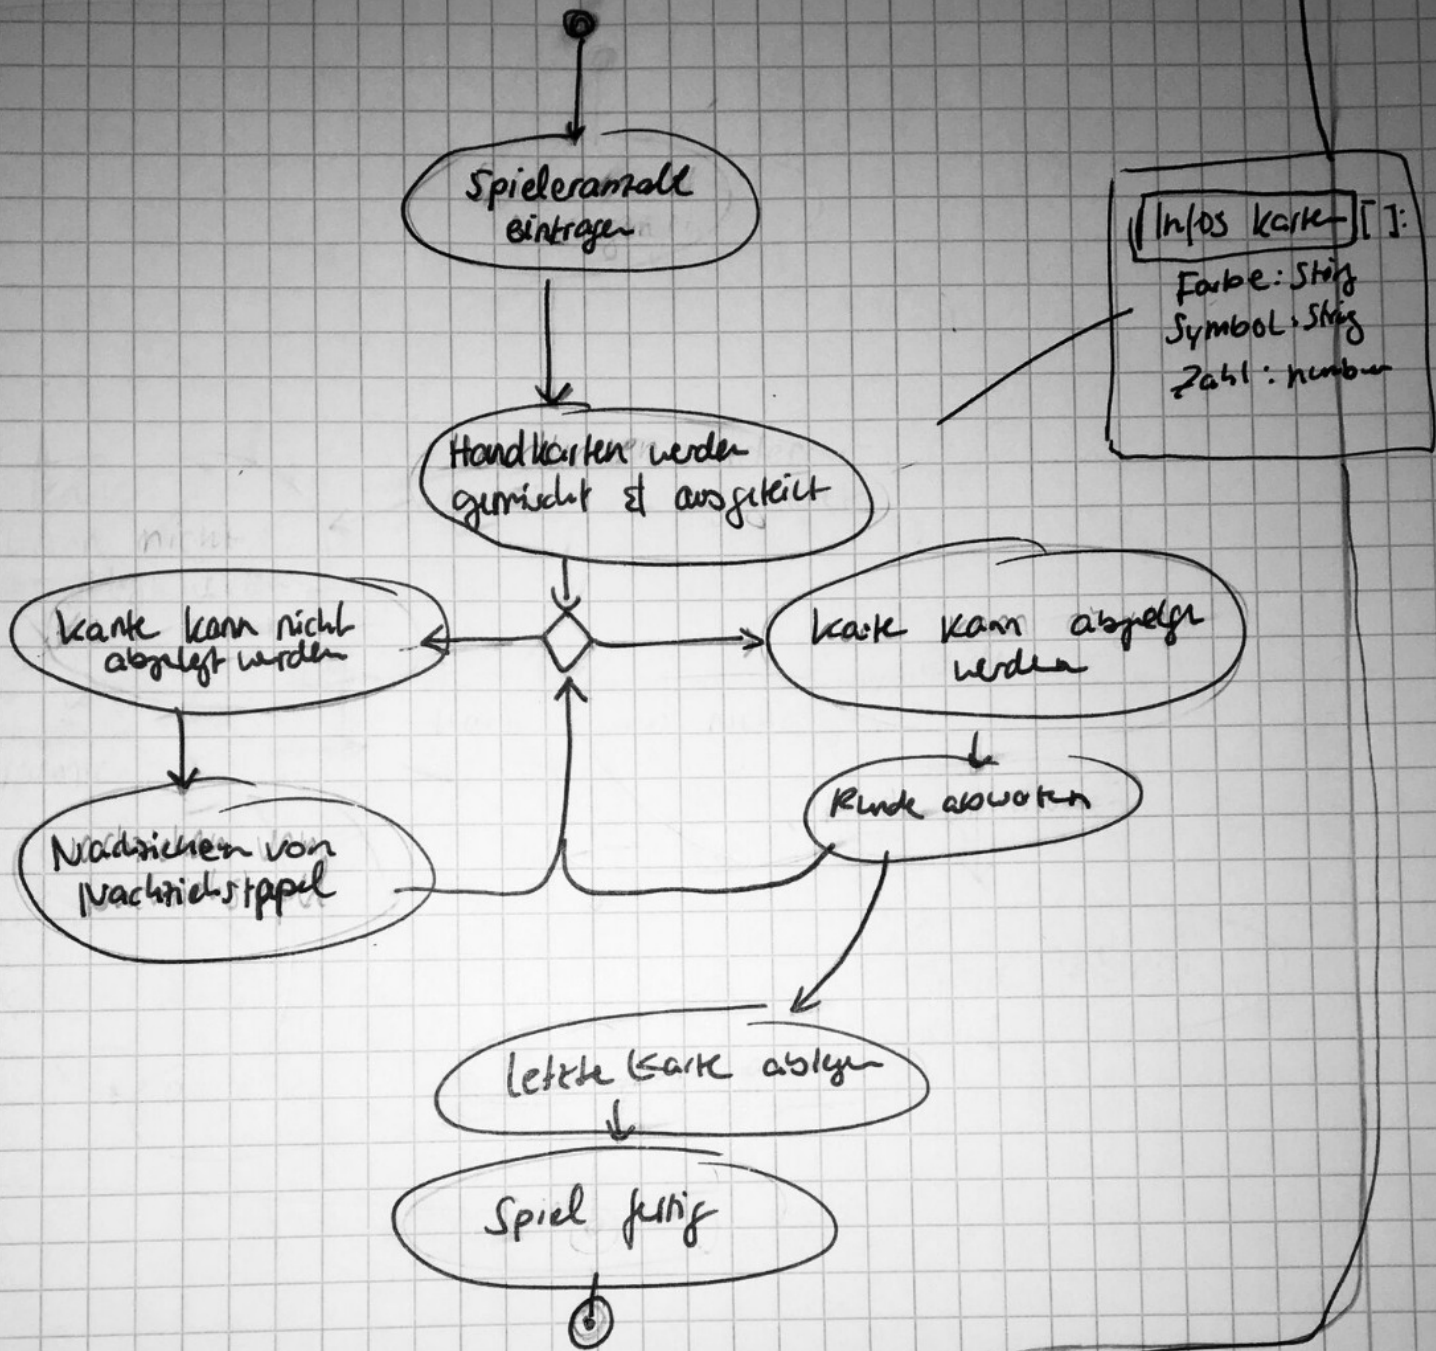 Spieleranzahl
eintragen
Infos Karten[]:
Farbe: String
Symbol: String
Zahl: number
Handkarten werden
gemischt & ausgeteilt
Karte kann nicht
abgelegt werden
Karte kann abgelegt
werden
Nachziehen von
Nachziehstapel
Runde abwarten
letzte Karte ablegen
Spiel fertig